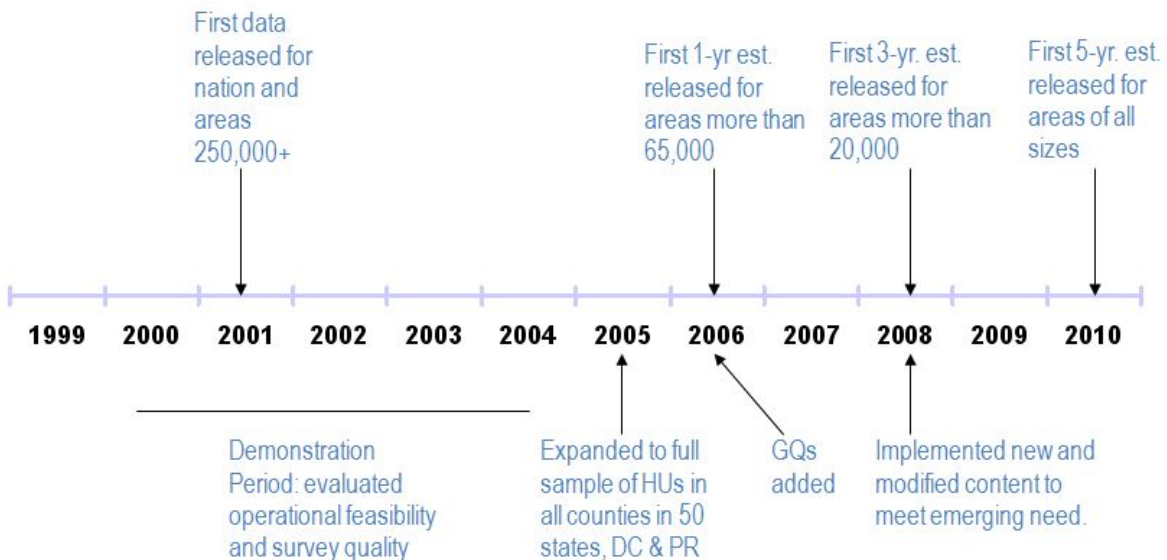 First data
released for
nation and
areas
250,000+
First 1-yr est.
released for
areas more than
65,000
First 3-yr. est.
released for
areas more than
20,000
First 5-yr. est.
released for
areas of all
sizes
1999 2000 2001 2002 2003 2004 2005 2006 2007 2008 2009 2010
Demonstration
Period: evaluated
operational feasibility
and survey quality
Expanded to full
sample of HUs in
all counties in 50
states, DC & PR
GQs
added
Implemented new and
modified content to
meet emerging need.